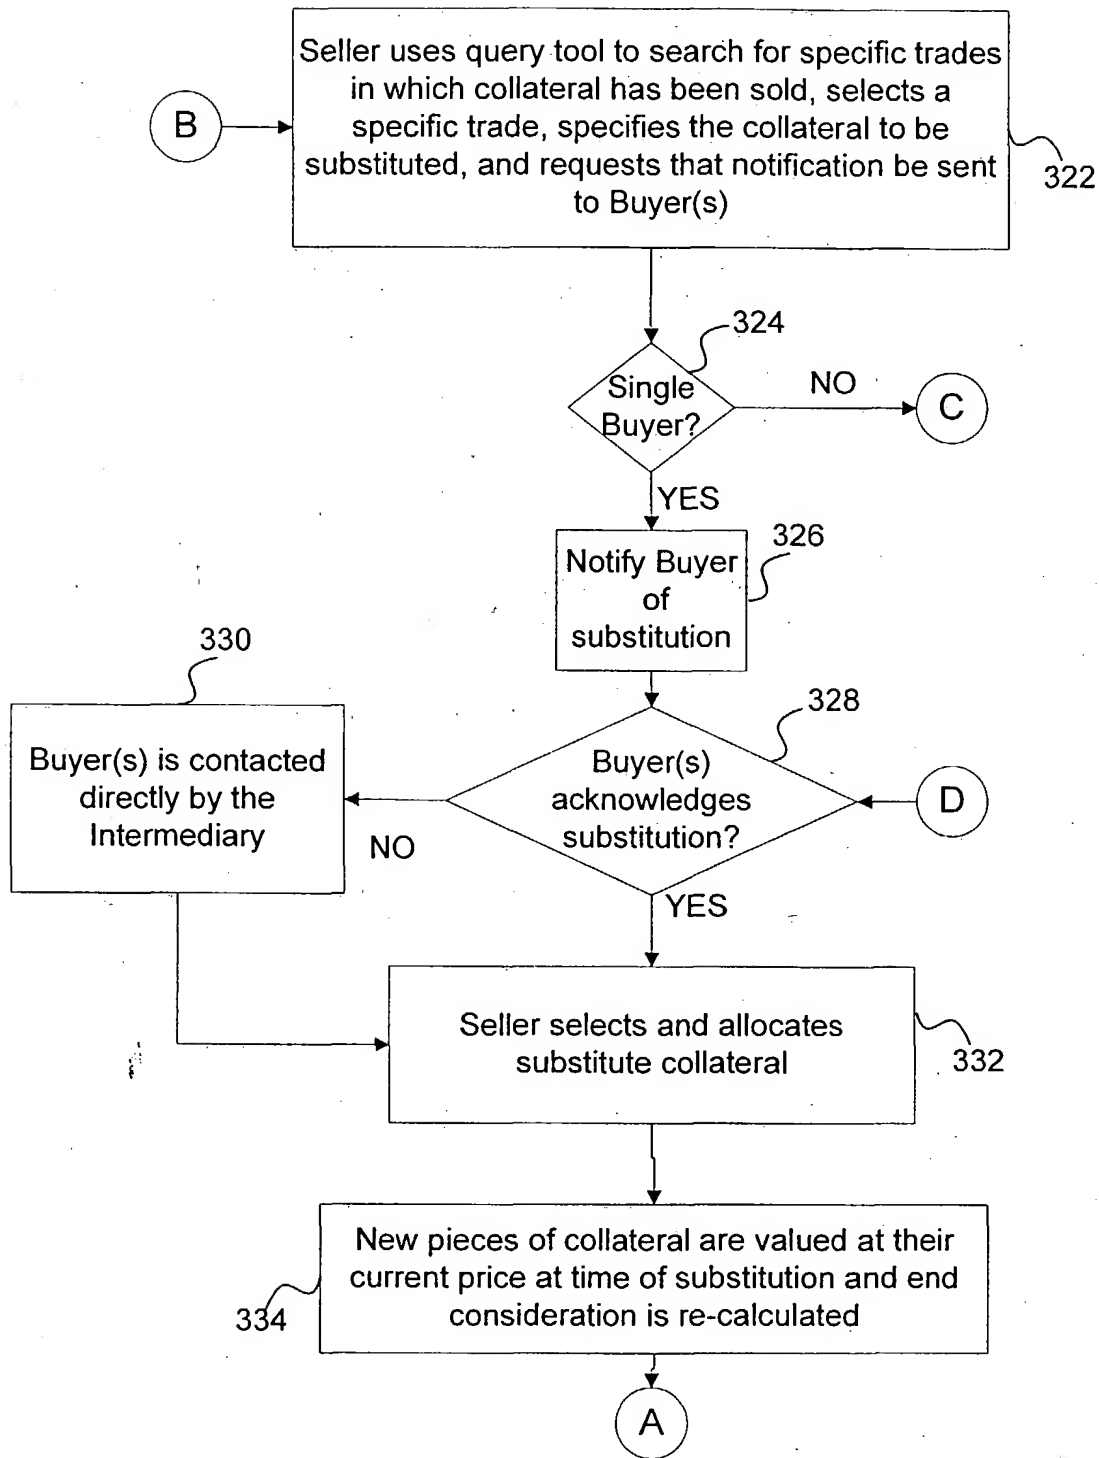 Seller uses query tool to search for specific trades
in which collateral has been sold, selects a
specific trade, specifies the collateral to be
substituted, and requests that notification be sent
to Buyer(s)
B
322
324
Single
Buyer?
NO
C
YES
326
Notify Buyer
of
substitution
330
328
Buyer(s) is contacted
directly by the
Intermediary
Buyer(s)
acknowledges
substitution?
D
NO
YES
Seller selects and allocates
substitute collateral
332
New pieces of collateral are valued at their
current price at time of substitution and end
consideration is re-calculated
334
A